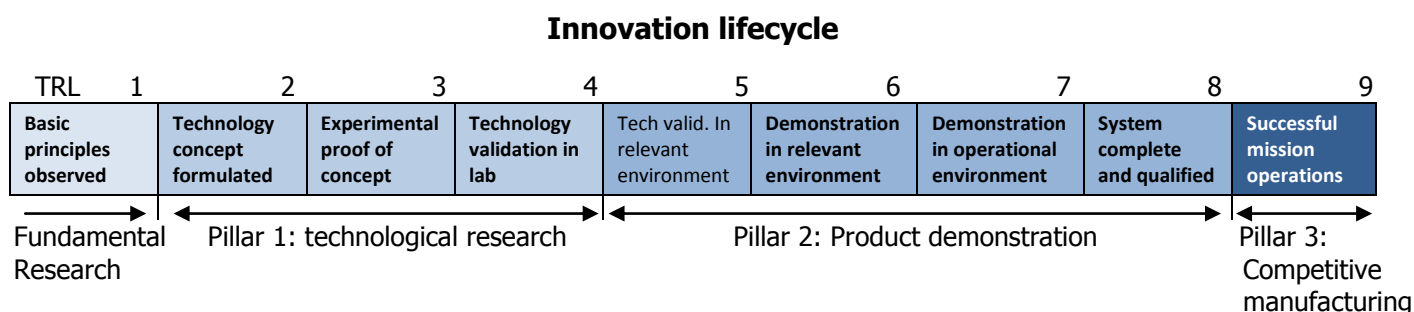 Innovation lifecycle
TRL 1 2 3 4 5 6 7 8 9
Basic
principles
observed
Technology
concept
formulated
Experimental
proof of
concept
Technology
validation in
lab
Tech valid. In
relevant
environment
Demonstration
in relevant
environment
Demonstration
in operational
environment
System
complete
and qualified
Successful
mission
operations
Fundamental
Research
Pillar 1: technological research
Pillar 2: Product demonstration
Pillar 3:
Competitive
manufacturing